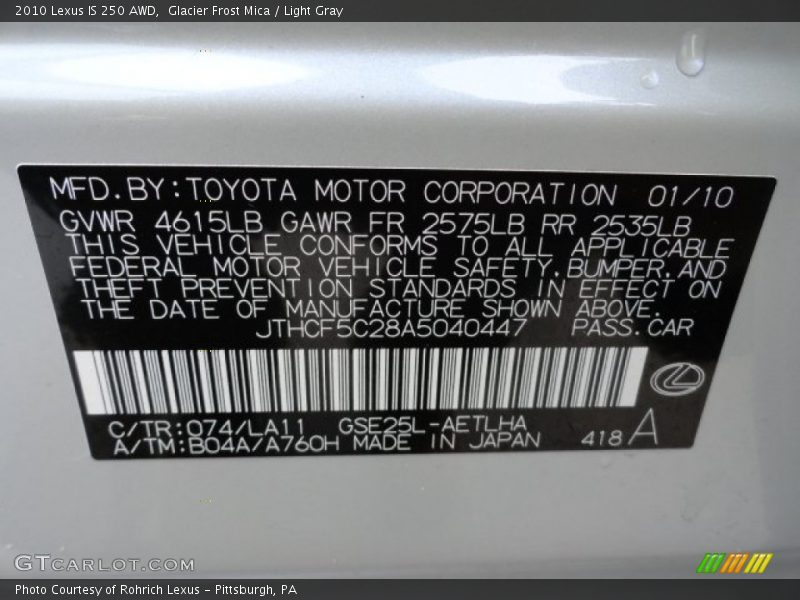 2010 Lexus IS 250 AWD,  Glacier Frost Mica / Light Gray
MFD.BY:TOYOTA MOTOR CORPORATION 01/10
GVWR 4615LB GAWR FR 2575LB RR 2535LB
THIS VEHICLE CONFORMS TO ALL APPLICABLE
FEDERAL MOTOR VEHICLE SAFETY,BUMPER,AND
THEFT PREVENTION STANDARDS IN EFFECT ON
THE DATE OF MANUFACTURE SHOWN ABOVE.
JTHCF5C28A5040447 PASS.CAR
C/TR:074/LA11 GSE25L-AETLHA
A/TM:B04A/A760H MADE IN JAPAN 418 A
GTCARLOT.COM
Photo Courtesy of Rohrich Lexus - Pittsburgh, PA